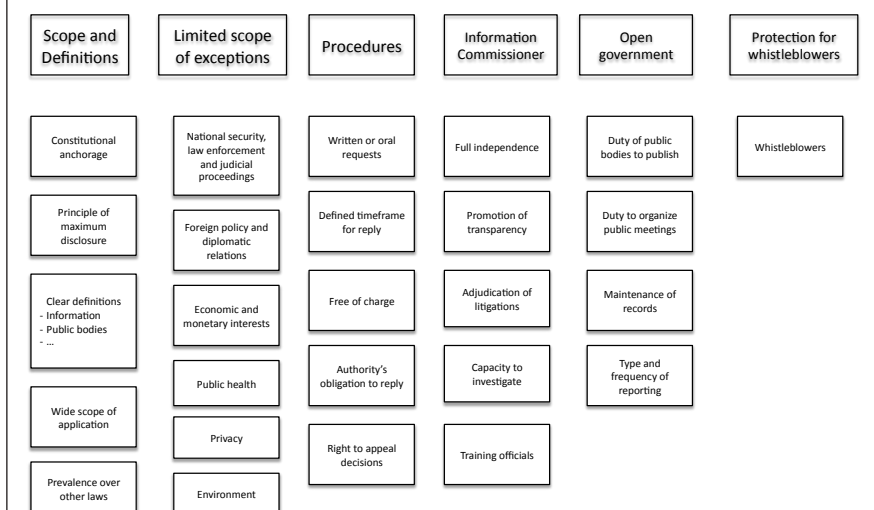 Scope and
Definitions
Limited scope
of exceptions
Procedures
Information
Commissioner
Open
government
Protection for
whistleblowers
Constitutional
anchorage
Principle of
maximum
disclosure
Clear definitions
- Information
- Public bodies
- ...
Wide scope of
application
Prevalence over
other laws
National security,
law enforcement
and judicial
proceedings
Foreign policy and
diplomatic
relations
Economic and
monetary interests
Public health
Privacy
Environment
Written or oral
requests
Defined timeframe
for reply
Free of charge
Authority's
obligation to reply
Right to appeal
decisions
Full independence
Promotion of
transparency
Adjudication of
litigations
Capacity to
investigate
Training officials
Duty of public
bodies to publish
Duty to organize
public meetings
Maintenance of
records
Type and
frequency of
reporting
Whistleblowers